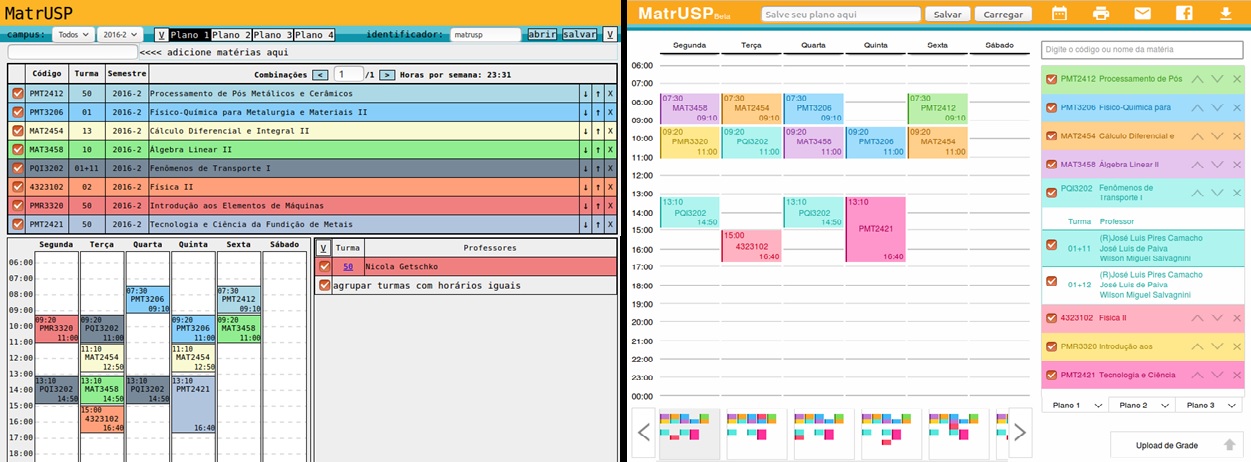 MatrUSP
campus: Todos 2016-2 V Plano 1 Plano 2 Plano 3 Plano 4 identificador: matrusp abrir salvar V
<<<< adicione matérias aqui
Código Turma Semestre Combinações < 1 /1 > Horas por semana: 23:31
PMT2412 50 2016-2 Processamento de Pós Metálicos e Cerâmicos ↓ ↑ X
PMT3206 01 2016-2 Físico-Química para Metalurgia e Materiais II ↓ ↑ X
MAT2454 13 2016-2 Cálculo Diferencial e Integral II ↓ ↑ X
MAT3458 10 2016-2 Álgebra Linear II ↓ ↑ X
PQI3202 01+11 2016-2 Fenômenos de Transporte I ↓ ↑ X
4323102 02 2016-2 Física II ↓ ↑ X
PMR3320 50 2016-2 Introdução aos Elementos de Máquinas ↓ ↑ X
PMT2421 50 2016-2 Tecnologia e Ciência da Fundição de Metais ↓ ↑ X
Segunda Terça Quarta Quinta Sexta Sábado
06:00
07:00
08:00
09:00
10:00
11:00
12:00
13:00
14:00
15:00
16:00
17:00
18:00
09:20
PMR3320
11:00
13:10
PQI3202
14:50
09:20
PQI3202
11:00
11:10
MAT2454
12:50
13:10
MAT3458
14:50
15:00
4323102
16:40
07:30
PMT3206
09:10
13:10
PQI3202
14:50
09:20
PMT3206
11:00
11:10
MAT2454
12:50
13:10
PMT2421
16:40
07:30
PMT2412
09:10
09:20
MAT3458
11:00
V Turma Professores
50 Nicola Getschko
agrupar turmas com horários iguais
MatrUSP Beta Salve seu plano aqui Salvar Carregar
Segunda Terça Quarta Quinta Sexta Sábado
06:00
07:00
08:00
09:00
10:00
11:00
12:00
13:00
14:00
15:00
16:00
17:00
18:00
19:00
20:00
21:00
22:00
23:00
00:00
07:30
MAT3458
09:10
09:20
PMR3320
11:00
13:10
PQI3202
14:50
07:30
MAT2454
09:10
09:20
PQI3202
11:00
15:00
4323102
16:40
07:30
PMT3206
09:10
09:20
MAT3458
11:00
13:10
PQI3202
14:50
09:20
PMT3206
11:00
13:10
PMT2421
16:40
07:30
PMT2412
09:10
09:20
MAT2454
11:00
Digite o código ou nome da matéria
PMT2412 Processamento de Pós
PMT3206 Físico-Química para
MAT2454 Cálculo Diferencial e
MAT3458 Álgebra Linear II
PQI3202 Fenômenos de
Transporte I
Turma Professor
01+11 (R)José Luis Pires Camacho
José Luis de Paiva
Wilson Miguel Salvagnini
01+12 (R)José Luis Pires Camacho
José Luis de Paiva
Wilson Miguel Salvagnini
4323102 Física II
PMR3320 Introdução aos
PMT2421 Tecnologia e Ciência
Plano 1 Plano 2 Plano 3
Upload de Grade